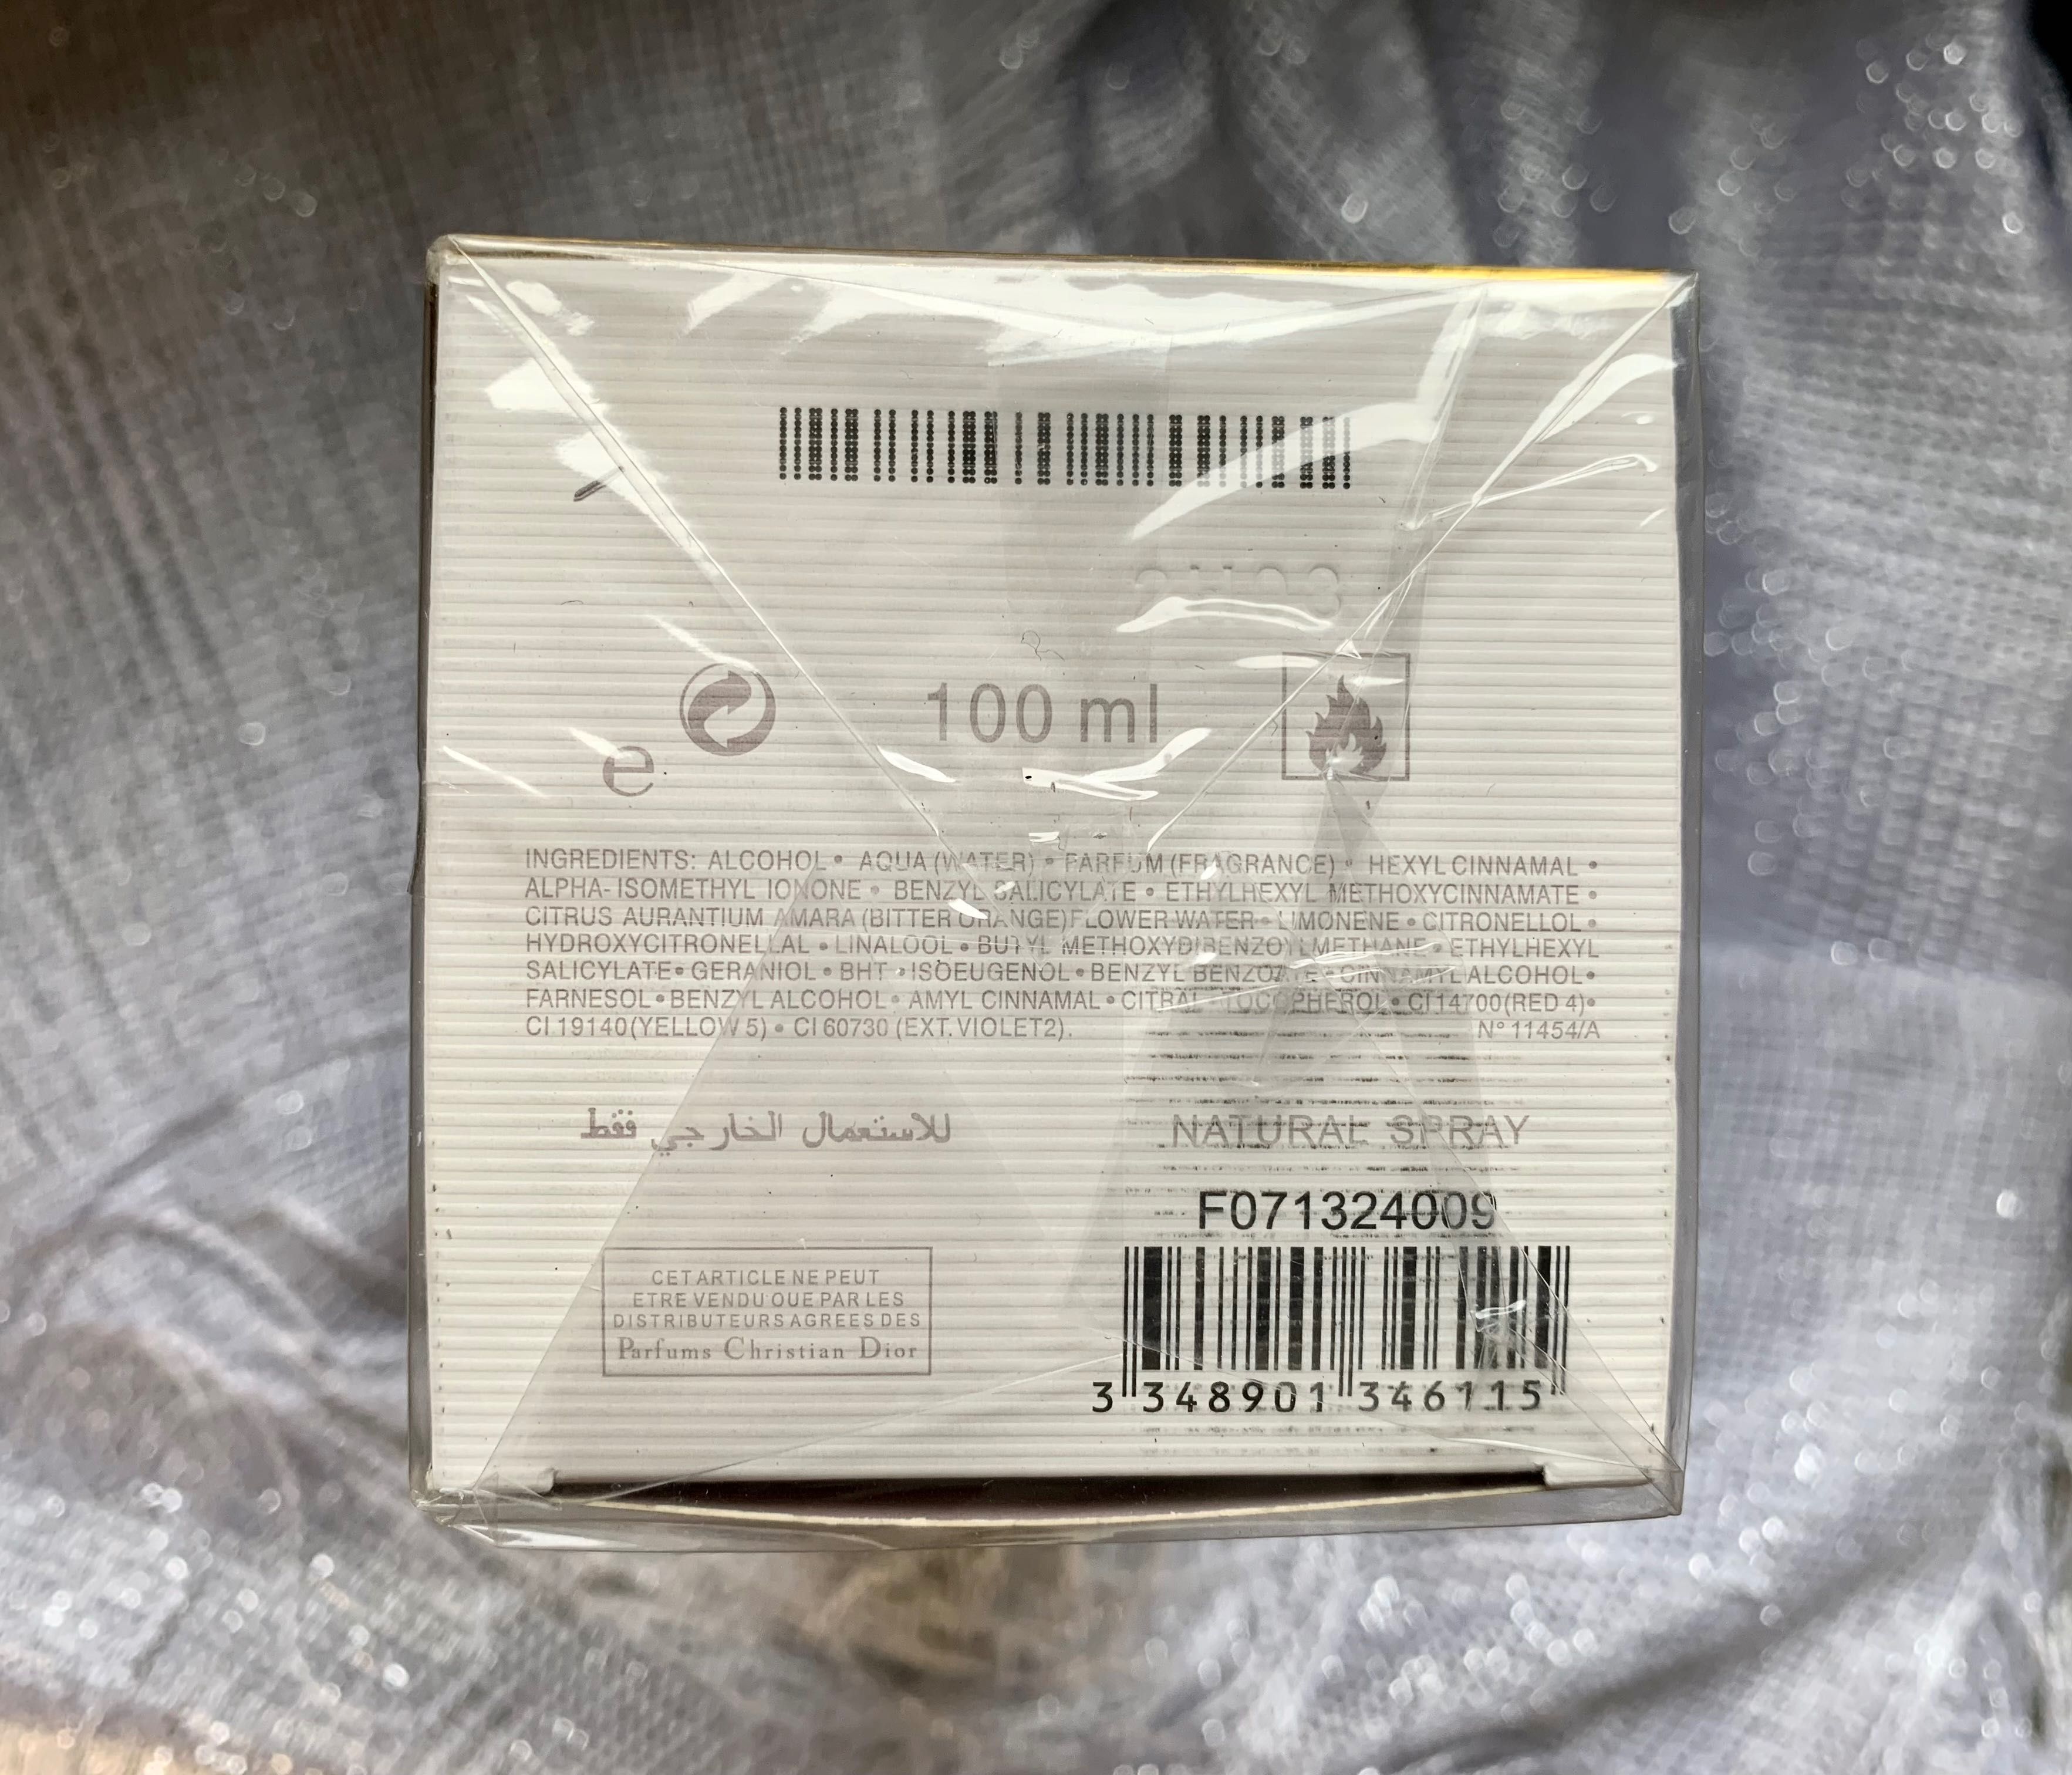 100 ml
e
INGREDIENTS: ALCOHOL • AQUA (WATER) • PARFUM (FRAGRANCE) • HEXYL CINNAMAL •
ALPHA-ISOMETHYL IONONE • BENZYL SALICYLATE • ETHYLHEXYL METHOXYCINNAMATE •
CITRUS AURANTIUM AMARA (BITTER ORANGE) FLOWER WATER • LIMONENE • CITRONELLOL •
HYDROXYCITRONELLAL • LINALOOL • BUTYL METHOXYDIBENZOYLMETHANE • ETHYLHEXYL
SALICYLATE • GERANIOL • BHT • ISOEUGENOL • BENZYL BENZOATE • CINNAMYL ALCOHOL •
FARNESOL • BENZYL ALCOHOL • AMYL CINNAMAL • CITRAL • TOCOPHEROL • CI 14700 (RED 4) •
CI 19140 (YELLOW 5) • CI 60730 (EXT. VIOLET2). N° 11454/A
للاستعمال الخارجي فقط
NATURAL SPRAY
F071324009
CET ARTICLE NE PEUT
ETRE VENDU OUE PAR LES
DISTRIBUTEURS AGREES DES
Parfums Christian Dior
3 348901 346115